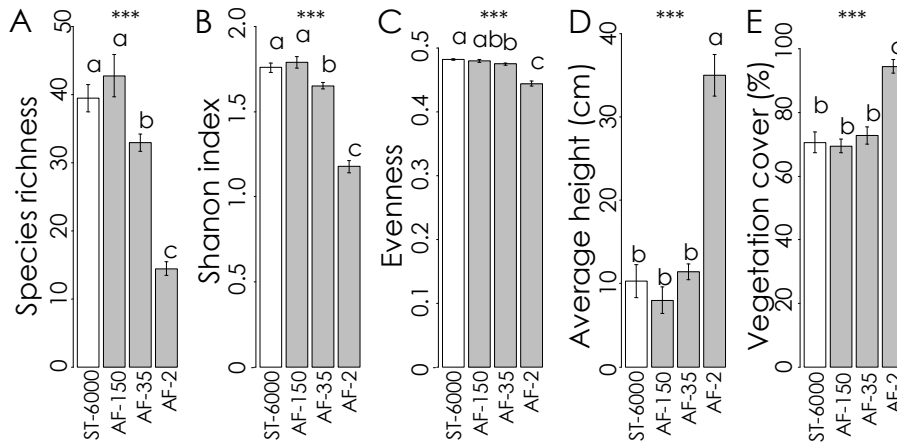 A
***
Species richness
0
10
20
30
40
50
a
a
b
c
ST-6000
AF-150
AF-35
AF-2
B
***
Shanon index
0
0.5
1.0
1.5
2.0
a
a
b
c
ST-6000
AF-150
AF-35
AF-2
C
***
Evenness
0
0.1
0.2
0.3
0.4
0.5
a
ab
b
c
ST-6000
AF-150
AF-35
AF-2
D
***
Average height (cm)
0
10
20
30
40
b
b
b
a
ST-6000
AF-150
AF-35
AF-2
E
***
Vegetation cover (%)
0
20
40
60
80
100
b
b
b
ST-6000
AF-150
AF-35
AF-2